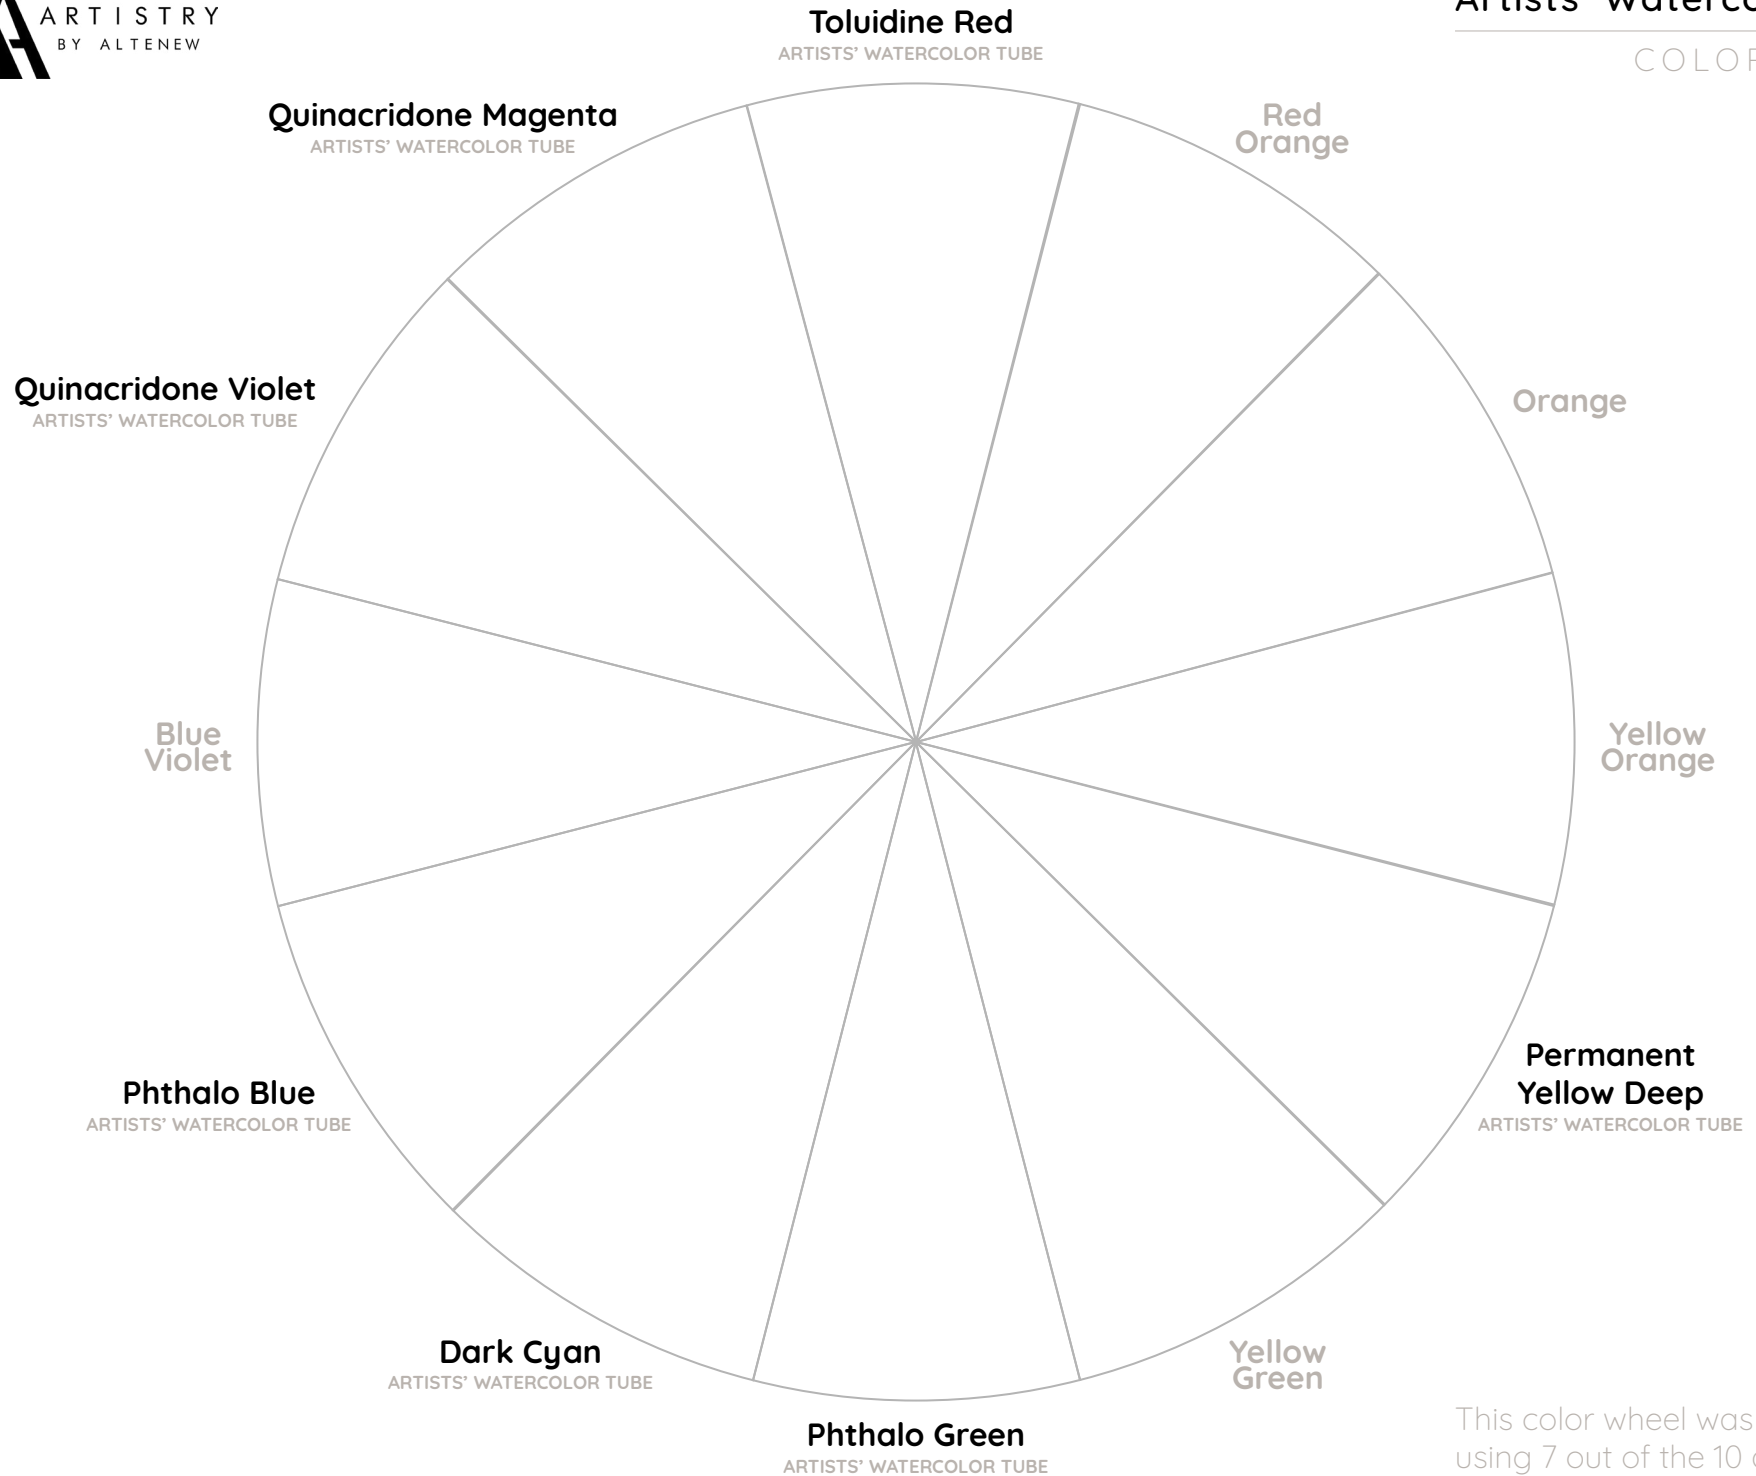 ARTISTRY
BY ALTENEW
Toluidine Red
ARTISTS’ WATERCOLOR TUBE
Quinacridone Magenta
ARTISTS’ WATERCOLOR TUBE
Red
Orange
Quinacridone Violet
ARTISTS’ WATERCOLOR TUBE
Orange
Blue
Violet
Yellow
Orange
Phthalo Blue
ARTISTS’ WATERCOLOR TUBE
Permanent
Yellow Deep
ARTISTS’ WATERCOLOR TUBE
Dark Cyan
ARTISTS’ WATERCOLOR TUBE
Yellow
Green
Phthalo Green
ARTISTS’ WATERCOLOR TUBE
This color wheel was
using 7 out of the 10